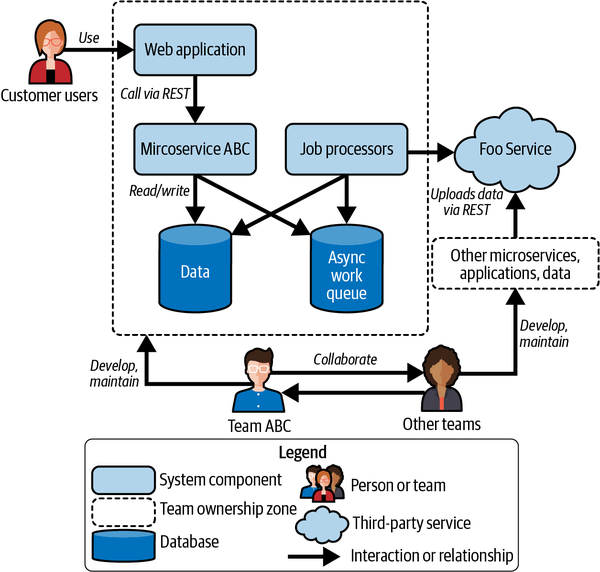 Use
Web application
Customer users
Call via REST
Mircoservice ABC
Job processors
Foo Service
Read/write
Uploads data
via REST
Data
Async
work
queue
Other microservices,
applications, data
Develop,
maintain
Collaborate
Develop,
maintain
Team ABC
Other teams
Legend
System component
Person or team
Team ownership zone
Third-party service
Database
Interaction or relationship